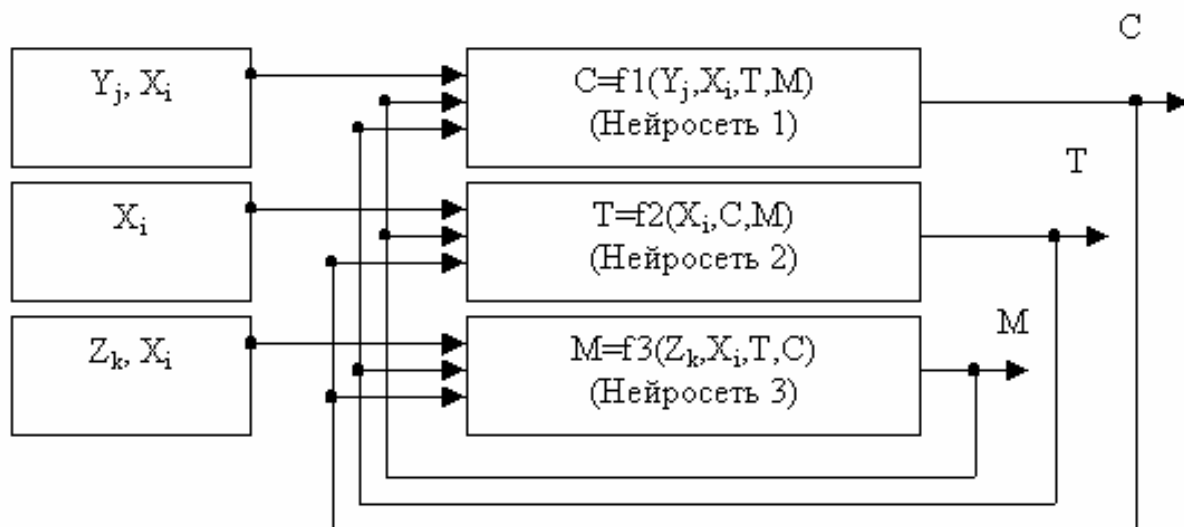 C
Yj, Xi
C=f1(Yj,Xi,T,M)
(Нейросеть 1)
T
Xi
T=f2(Xi,C,M)
(Нейросеть 2)
M
Zk, Xi
M=f3(Zk,Xi,T,C)
(Нейросеть 3)